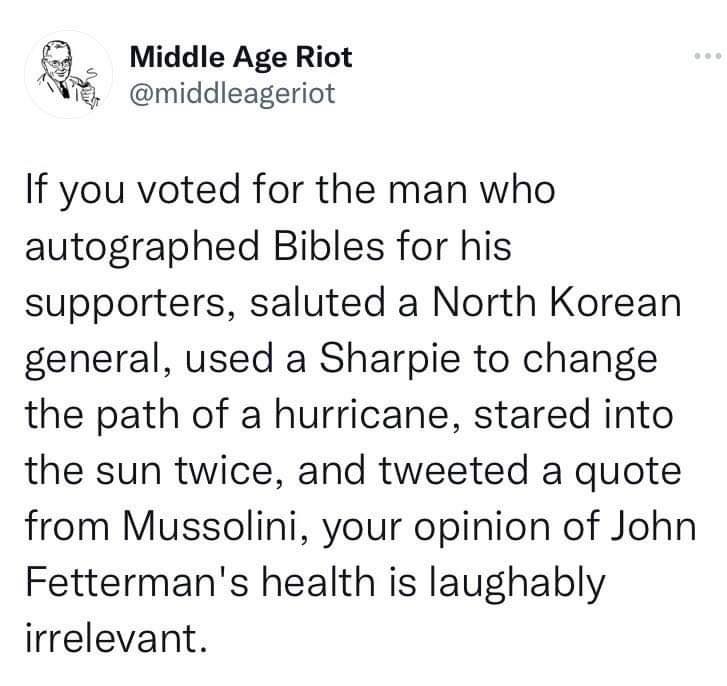 Middle Age Riot
@middleageriot
If you voted for the man who
autographed Bibles for his
supporters, saluted a North Korean
general, used a Sharpie to change
the path of a hurricane, stared into
the sun twice, and tweeted a quote
from Mussolini, your opinion of John
Fetterman's health is laughably
irrelevant.